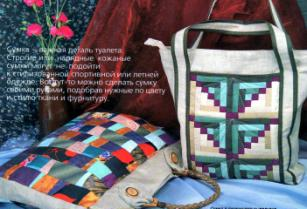 Сумка - важная деталь туалета.
Строгие или нарядные кожаные
сумки могут не подойти
к стилизованной спортивной или летней
одежде. Вот тут-то можно сделать сумку
своими руками, подобрав нужные по цвету
и стилю ткани и фурнитуру.